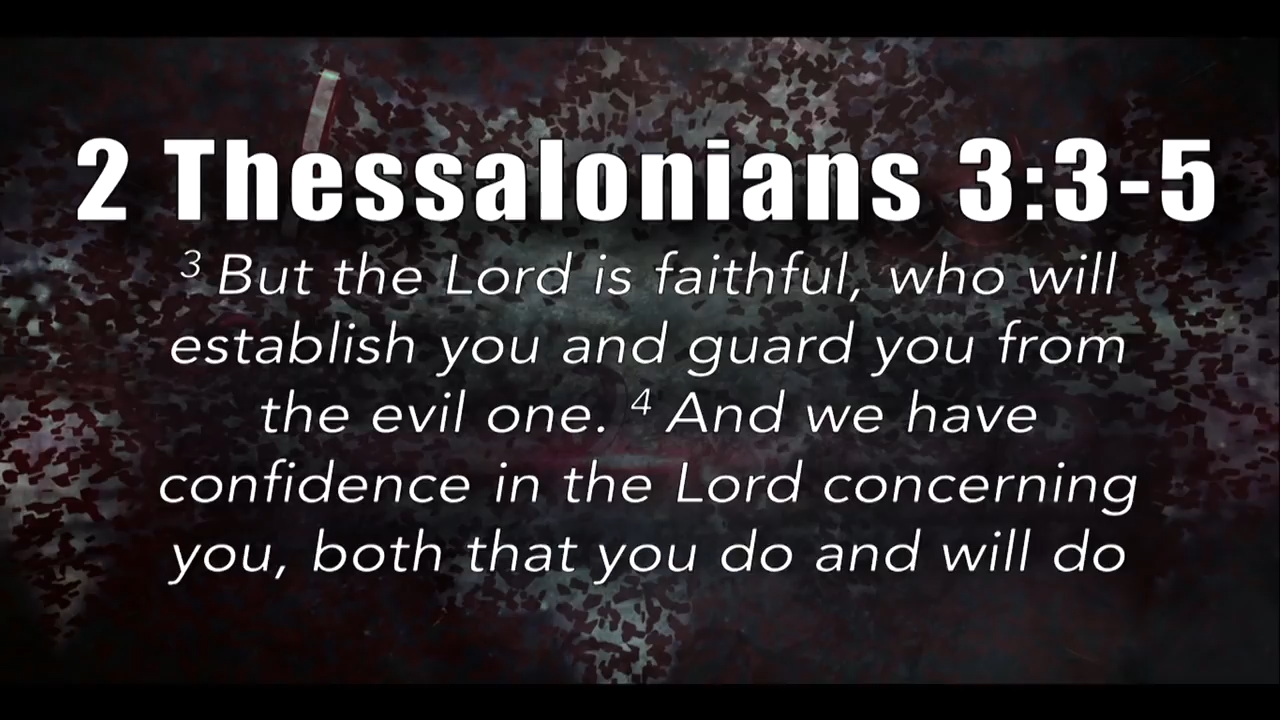 2 Thessalonians 3:3-5
³ But the Lord is faithful, who will
establish you and guard you from
the evil one. ⁴ And we have
confidence in the Lord concerning
you, both that you do and will do